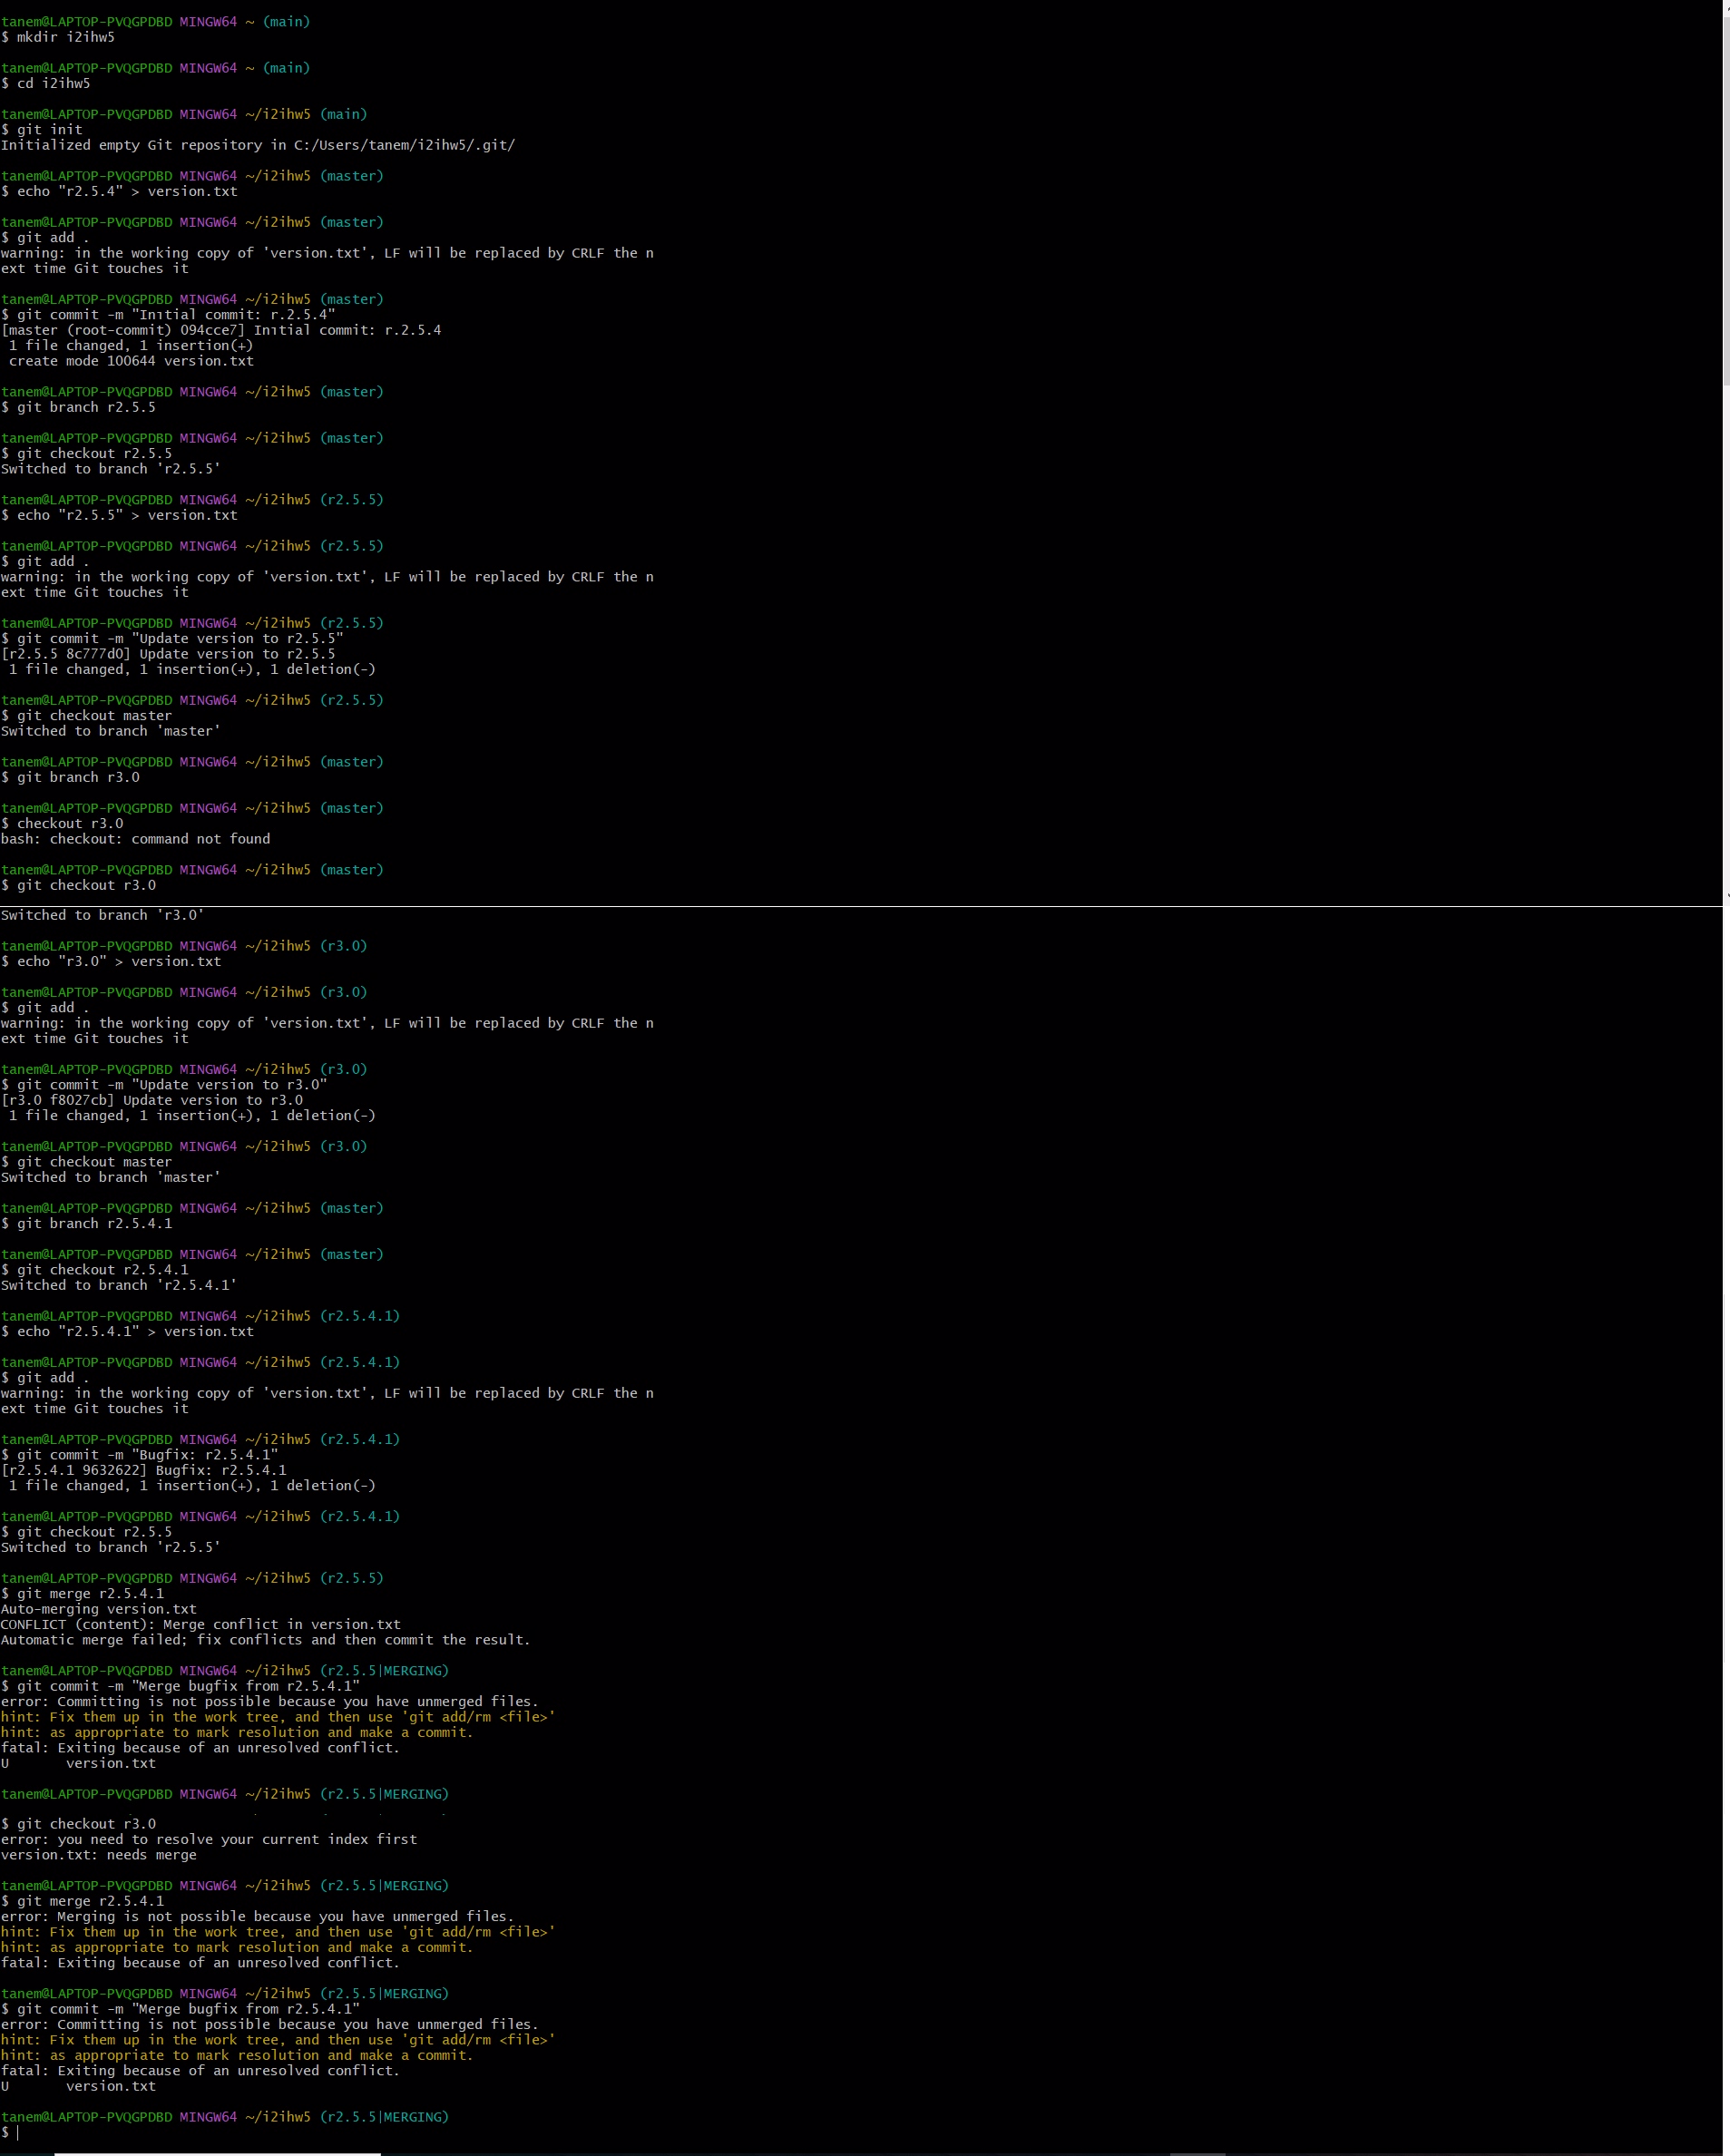 tanem@LAPTOP-PVQGPDBD MINGW64 ~ (main)
$ mkdir i2ihw5
tanem@LAPTOP-PVQGPDBD MINGW64 ~ (main)
$ cd i2ihw5
tanem@LAPTOP-PVQGPDBD MINGW64 ~/i2ihw5 (main)
$ git init
Initialized empty Git repository in C:/Users/tanem/i2ihw5/.git/
tanem@LAPTOP-PVQGPDBD MINGW64 ~/i2ihw5 (master)
$ echo "r2.5.4" > version.txt
tanem@LAPTOP-PVQGPDBD MINGW64 ~/i2ihw5 (master)
$ git add .
warning: in the working copy of 'version.txt', LF will be replaced by CRLF the n
ext time Git touches it
tanem@LAPTOP-PVQGPDBD MINGW64 ~/i2ihw5 (master)
$ git commit -m "Inıtial commit: r.2.5.4"
[master (root-commit) 094cce7] Inıtial commit: r.2.5.4
1 file changed, 1 insertion(+)
create mode 100644 version.txt
tanem@LAPTOP-PVQGPDBD MINGW64 ~/i2ihw5 (master)
$ git branch r2.5.5
tanem@LAPTOP-PVQGPDBD MINGW64 ~/i2ihw5 (master)
$ git checkout r2.5.5
Switched to branch 'r2.5.5'
tanem@LAPTOP-PVQGPDBD MINGW64 ~/i2ihw5 (r2.5.5)
$ echo "r2.5.5" > version.txt
tanem@LAPTOP-PVQGPDBD MINGW64 ~/i2ihw5 (r2.5.5)
$ git add .
warning: in the working copy of 'version.txt', LF will be replaced by CRLF the n
ext time Git touches it
tanem@LAPTOP-PVQGPDBD MINGW64 ~/i2ihw5 (r2.5.5)
$ git commit -m "Update version to r2.5.5"
[r2.5.5 8c777d0] Update version to r2.5.5
1 file changed, 1 insertion(+), 1 deletion(-)
tanem@LAPTOP-PVQGPDBD MINGW64 ~/i2ihw5 (r2.5.5)
$ git checkout master
Switched to branch 'master'
tanem@LAPTOP-PVQGPDBD MINGW64 ~/i2ihw5 (master)
$ git branch r3.0
tanem@LAPTOP-PVQGPDBD MINGW64 ~/i2ihw5 (master)
$ checkout r3.0
bash: checkout: command not found
tanem@LAPTOP-PVQGPDBD MINGW64 ~/i2ihw5 (master)
$ git checkout r3.0
Switched to branch 'r3.0'
tanem@LAPTOP-PVQGPDBD MINGW64 ~/i2ihw5 (r3.0)
$ echo "r3.0" > version.txt
tanem@LAPTOP-PVQGPDBD MINGW64 ~/i2ihw5 (r3.0)
$ git add .
warning: in the working copy of 'version.txt', LF will be replaced by CRLF the n
ext time Git touches it
tanem@LAPTOP-PVQGPDBD MINGW64 ~/i2ihw5 (r3.0)
$ git commit -m "Update version to r3.0"
[r3.0 f8027cb] Update version to r3.0
1 file changed, 1 insertion(+), 1 deletion(-)
tanem@LAPTOP-PVQGPDBD MINGW64 ~/i2ihw5 (r3.0)
$ git checkout master
Switched to branch 'master'
tanem@LAPTOP-PVQGPDBD MINGW64 ~/i2ihw5 (master)
$ git branch r2.5.4.1
tanem@LAPTOP-PVQGPDBD MINGW64 ~/i2ihw5 (master)
$ git checkout r2.5.4.1
Switched to branch 'r2.5.4.1'
tanem@LAPTOP-PVQGPDBD MINGW64 ~/i2ihw5 (r2.5.4.1)
$ echo "r2.5.4.1" > version.txt
tanem@LAPTOP-PVQGPDBD MINGW64 ~/i2ihw5 (r2.5.4.1)
$ git add .
warning: in the working copy of 'version.txt', LF will be replaced by CRLF the n
ext time Git touches it
tanem@LAPTOP-PVQGPDBD MINGW64 ~/i2ihw5 (r2.5.4.1)
$ git commit -m "Bugfix: r2.5.4.1"
[r2.5.4.1 9632622] Bugfix: r2.5.4.1
1 file changed, 1 insertion(+), 1 deletion(-)
tanem@LAPTOP-PVQGPDBD MINGW64 ~/i2ihw5 (r2.5.4.1)
$ git checkout r2.5.5
Switched to branch 'r2.5.5'
tanem@LAPTOP-PVQGPDBD MINGW64 ~/i2ihw5 (r2.5.5)
$ git merge r2.5.4.1
Auto-merging version.txt
CONFLICT (content): Merge conflict in version.txt
Automatic merge failed; fix conflicts and then commit the result.
tanem@LAPTOP-PVQGPDBD MINGW64 ~/i2ihw5 (r2.5.5|MERGING)
$ git commit -m "Merge bugfix from r2.5.4.1"
error: Committing is not possible because you have unmerged files.
hint: Fix them up in the work tree, and then use 'git add/rm <file>'
hint: as appropriate to mark resolution and make a commit.
fatal: Exiting because of an unresolved conflict.
U       version.txt
tanem@LAPTOP-PVQGPDBD MINGW64 ~/i2ihw5 (r2.5.5|MERGING)
$ git checkout r3.0
error: you need to resolve your current index first
version.txt: needs merge
tanem@LAPTOP-PVQGPDBD MINGW64 ~/i2ihw5 (r2.5.5|MERGING)
$ git merge r2.5.4.1
error: Merging is not possible because you have unmerged files.
hint: Fix them up in the work tree, and then use 'git add/rm <file>'
hint: as appropriate to mark resolution and make a commit.
fatal: Exiting because of an unresolved conflict.
tanem@LAPTOP-PVQGPDBD MINGW64 ~/i2ihw5 (r2.5.5|MERGING)
$ git commit -m "Merge bugfix from r2.5.4.1"
error: Committing is not possible because you have unmerged files.
hint: Fix them up in the work tree, and then use 'git add/rm <file>'
hint: as appropriate to mark resolution and make a commit.
fatal: Exiting because of an unresolved conflict.
U       version.txt
tanem@LAPTOP-PVQGPDBD MINGW64 ~/i2ihw5 (r2.5.5|MERGING)
$